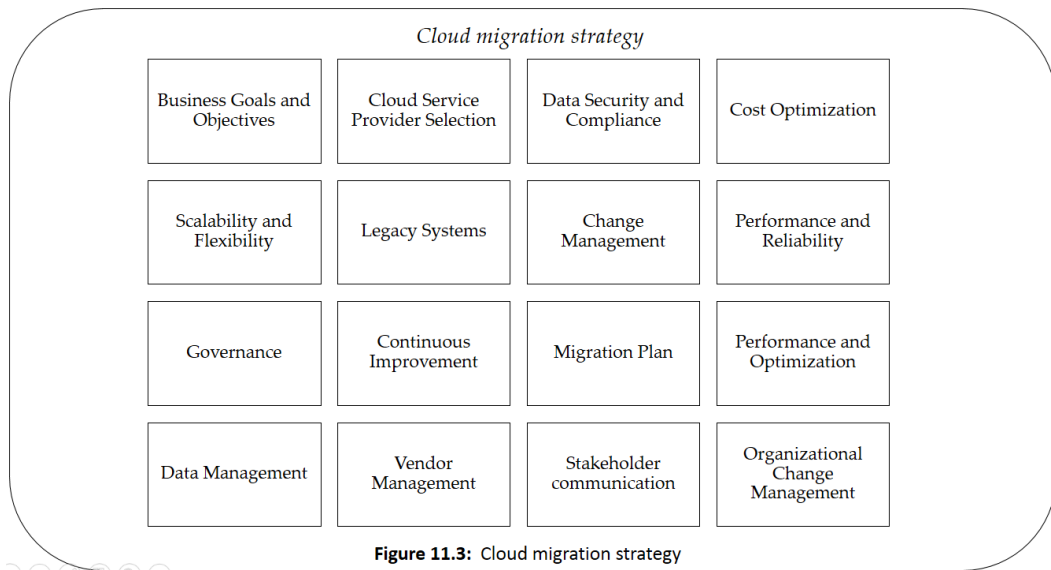 Cloud migration strategy
Business Goals and
Objectives
Cloud Service
Provider Selection
Data Security and
Compliance
Cost Optimization
Scalability and
Flexibility
Legacy Systems
Change
Management
Performance and
Reliability
Governance
Continuous
Improvement
Migration Plan
Performance and
Optimization
Data Management
Vendor
Management
Stakeholder
communication
Organizational
Change
Management
Figure 11.3: Cloud migration strategy